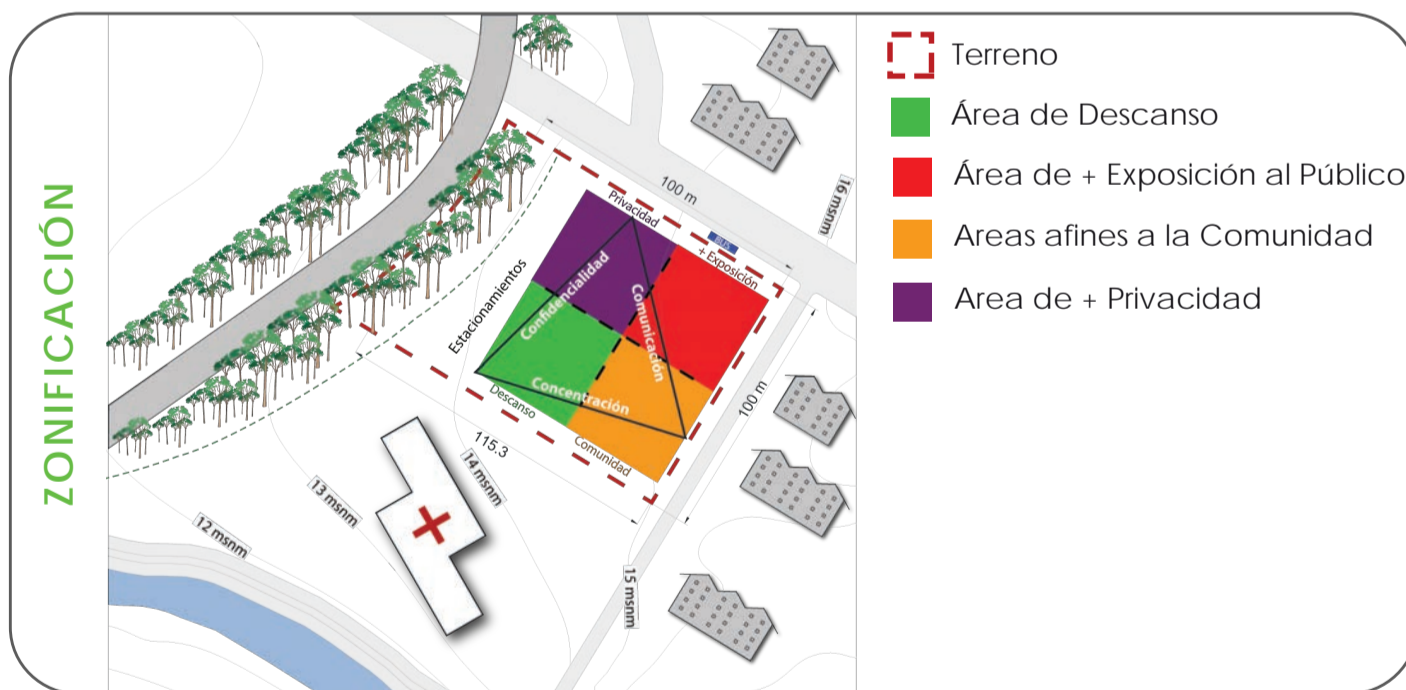 ZONIFICACIÓN
Terreno
Área de Descanso
Área de + Exposición al Público
Areas afines a la Comunidad
Area de + Privacidad
100 m
16 msnm
Privacidad
BUS
+ Exposición
Estacionamientos
Confidencialidad
Comunicación
Concentración
Descanso
Comunidad
100 m
115.3
14 msnm
13 msnm
12 msnm
15 msnm